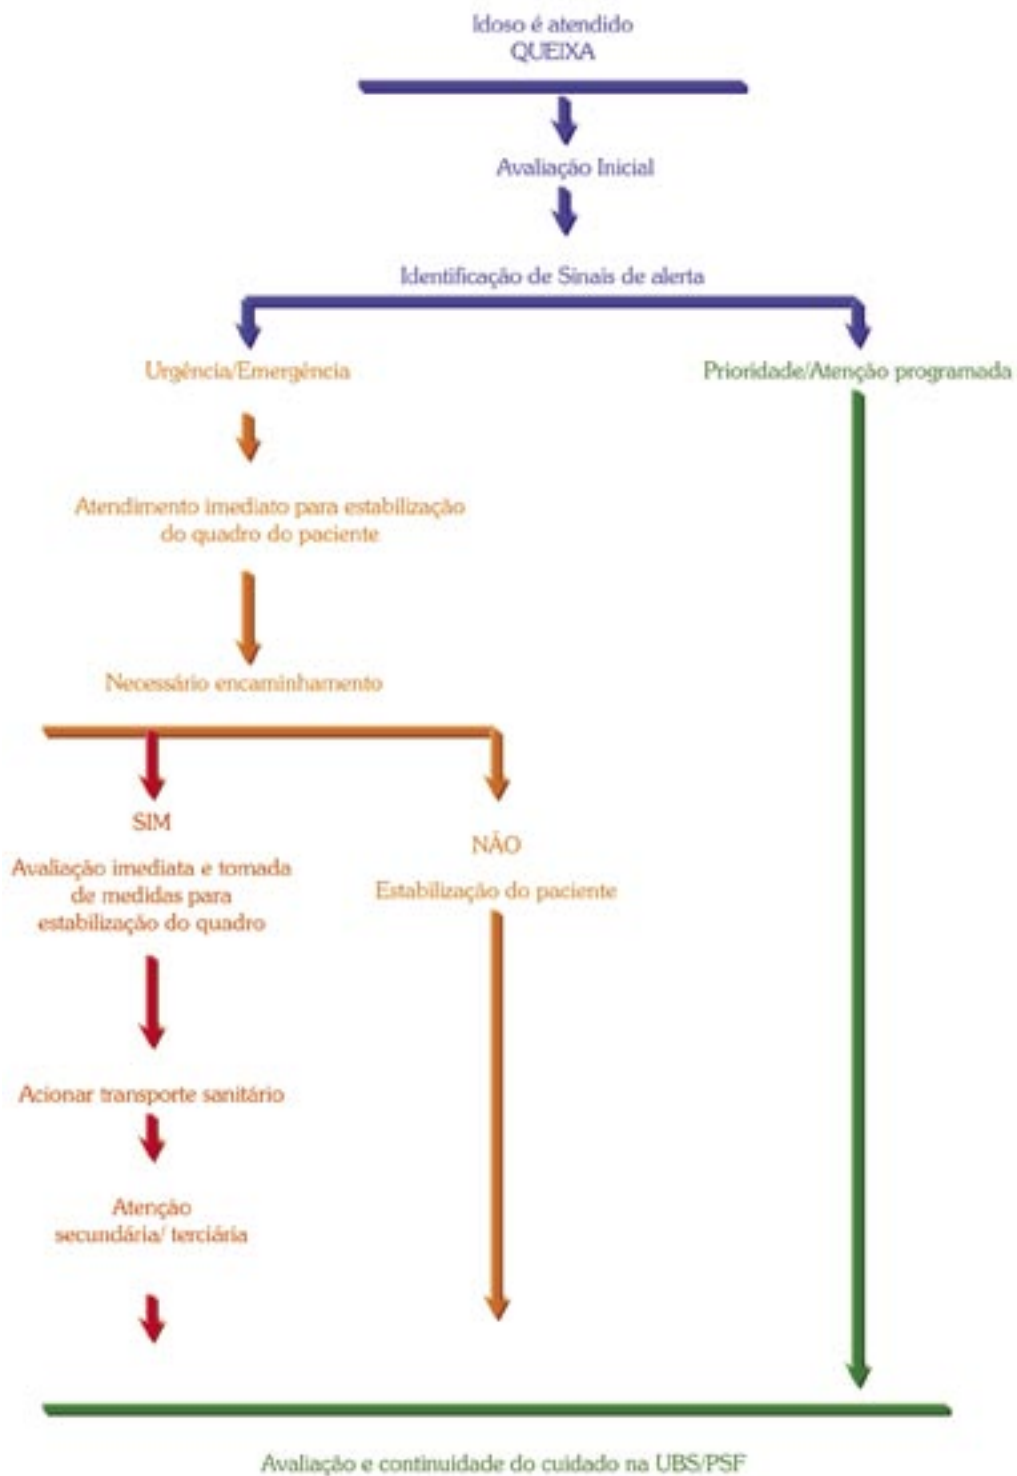 Idoso é atendido
QUEIXA
Avaliação Inicial
Identificação de Sinais de alerta
Urgência/Emergência
Prioridade/Atenção programada
Atendimento imediato para estabilização
do quadro do paciente
Necessário encaminhamento
SIM
Avaliação imediata e tomada
de medidas para
estabilização do quadro
NÃO
Estabilização do paciente
Acionar transporte sanitário
Atenção
secundária/ terciária
Avaliação e continuidade do cuidado na UBS/PSF